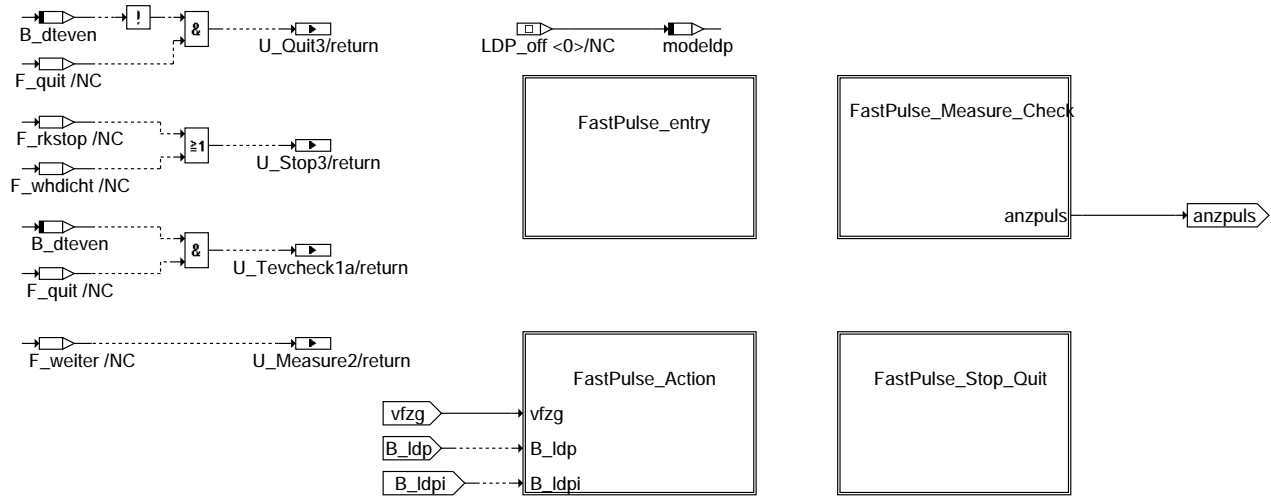 B_dteven
!
&
U_Quit3/return
F_quit /NC
F_rkstop /NC
≧1
U_Stop3/return
F_whdicht /NC
B_dteven
&
U_Tevcheck1a/return
F_quit /NC
F_weiter /NC
U_Measure2/return
LDP_off <0>/NC
modeldp
FastPulse_entry
FastPulse_Measure_Check
anzpuls
anzpuls
FastPulse_Action
vfzg
vfzg
B_ldp
B_ldp
B_ldpi
B_ldpi
FastPulse_Stop_Quit